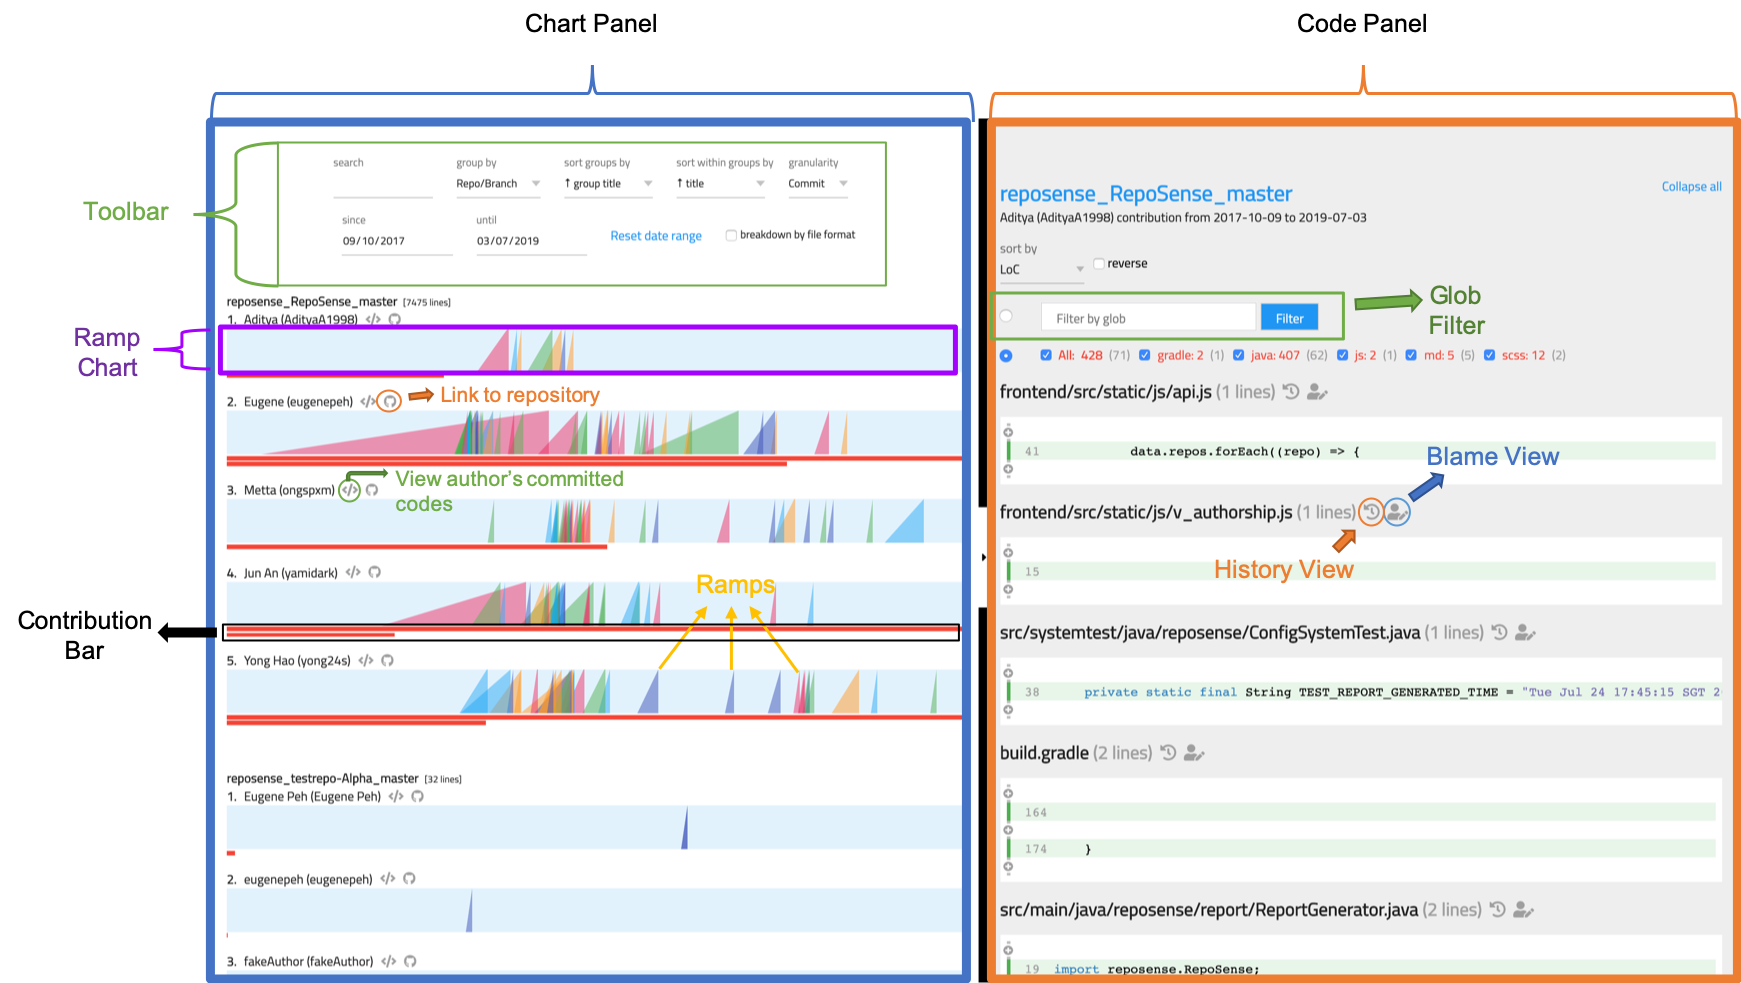 Chart Panel
Code Panel
Toolbar
search
group by
sort groups by
sort within groups by
granularity
Repo/Branch
↑ group title
↑ title
Commit
since
until
09/10/2017
03/07/2019
Reset date range
breakdown by file format
reposense_RepoSense_master [7475 lines]
1. Aditya (AdityaA1998) </>
Ramp
Chart
2. Eugene (eugenepeh) </>
Link to repository
3. Metta (ongspxm) </>
View author's committed
codes
4. Jun An (yamidark) </>
Ramps
Contribution
Bar
5. Yong Hao (yong24s) </>
reposense_testrepo-Alpha_master [32 lines]
1. Eugene Peh (Eugene Peh) </>
2. eugenepeh (eugenepeh) </>
3. fakeAuthor (fakeAuthor) </>
reposense_RepoSense_master
Collapse all
Aditya (AdityaA1998) contribution from 2017-10-09 to 2019-07-03
sort by
LoC
reverse
Filter by glob
Filter
Glob
Filter
All: 428 (71) gradle: 2 (1) java: 407 (62) js: 2 (1) md: 5 (5) scss: 12 (2)
frontend/src/static/js/api.js (1 lines)
41 data.repos.forEach((repo) => {
Blame View
frontend/src/static/js/v_authorship.js (1 lines)
History View
15
src/systemtest/java/reposense/ConfigSystemTest.java (1 lines)
38 private static final String TEST_REPORT_GENERATED_TIME = "Tue Jul 24 17:45:15 SGT 2
build.gradle (2 lines)
164
174 }
src/main/java/reposense/report/ReportGenerator.java (2 lines)
19 import reposense.RepoSense;